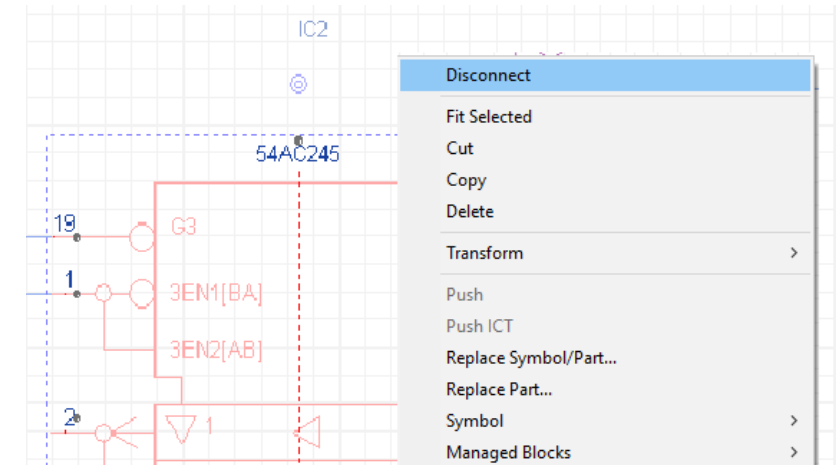 IC2
54AC245
19
G3
1
3EN1[BA]
3EN2[AB]
2
1
Disconnect
Fit Selected
Cut
Copy
Delete
Transform
Push
Push ICT
Replace Symbol/Part...
Replace Part...
Symbol
Managed Blocks